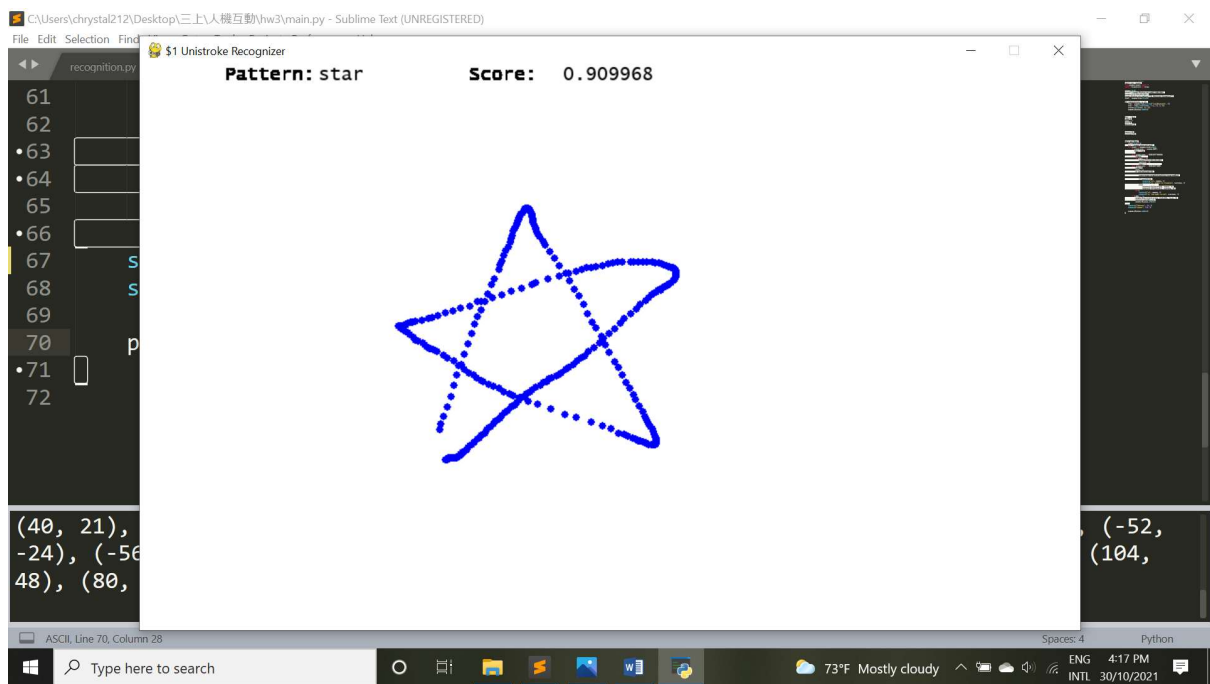 C:\Users\chrystal212\Desktop\三上\人機互動\hw3\main.py - Sublime Text (UNREGISTERED)
File Edit Selection Find
$1 Unistroke Recognizer
recognition.py
Pattern: star Score: 0.909968
61
62
63
64
65
66
67 s
68 s
69
70 p
71
72
(40, 21), , (-52,
-24), (-56 (104,
48), (80,
ASCII, Line 70, Column 28 Spaces: 4 Python
Type here to search 73°F Mostly cloudy ENG 4:17 PM
INTL 30/10/2021